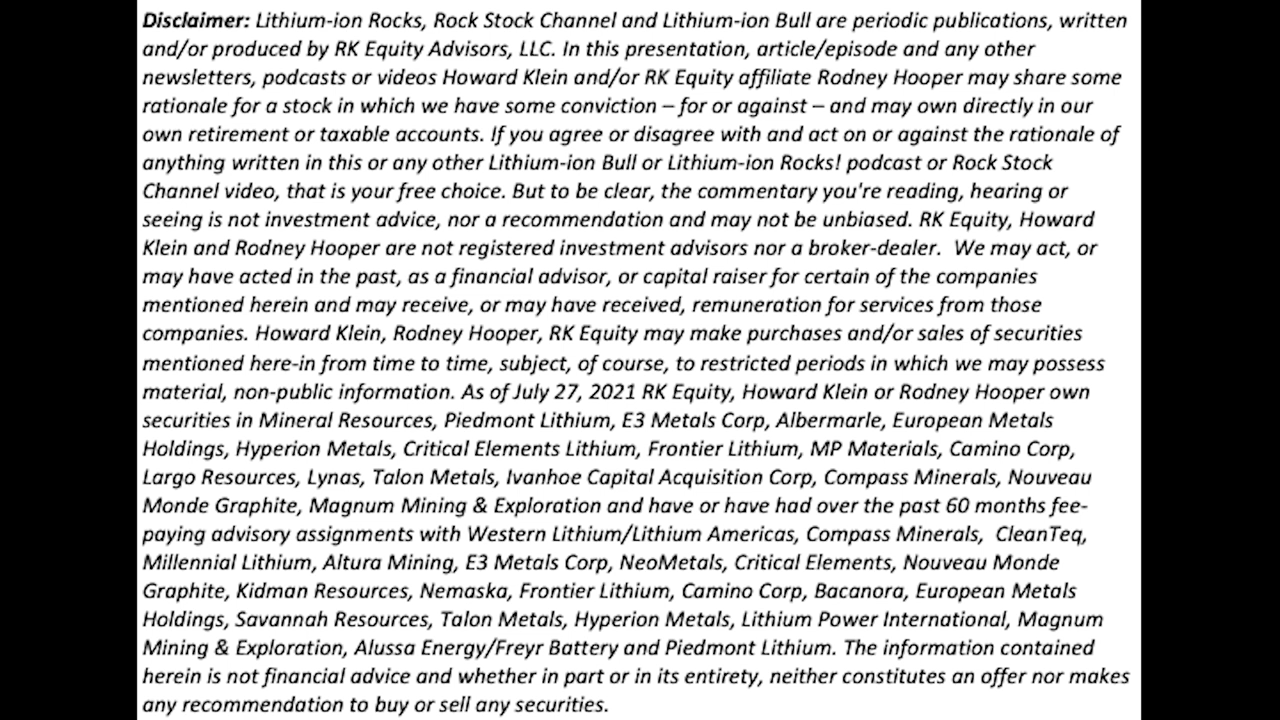 Disclaimer: Lithium-ion Rocks, Rock Stock Channel and Lithium-ion Bull are periodic publications, written
and/or produced by RK Equity Advisors, LLC. In this presentation, article/episode and any other
newsletters, podcasts or videos Howard Klein and/or RK Equity affiliate Rodney Hooper may share some
rationale for a stock in which we have some conviction – for or against – and may own directly in our
own retirement or taxable accounts. If you agree or disagree with and act on or against the rationale of
anything written in this or any other Lithium-ion Bull or Lithium-ion Rocks! podcast or Rock Stock
Channel video, that is your free choice. But to be clear, the commentary you're reading, hearing or
seeing is not investment advice, nor a recommendation and may not be unbiased. RK Equity, Howard
Klein and Rodney Hooper are not registered investment advisors nor a broker-dealer.  We may act, or
may have acted in the past, as a financial advisor, or capital raiser for certain of the companies
mentioned herein and may receive, or may have received, remuneration for services from those
companies. Howard Klein, Rodney Hooper, RK Equity may make purchases and/or sales of securities
mentioned here-in from time to time, subject, of course, to restricted periods in which we may possess
material, non-public information. As of July 27, 2021 RK Equity, Howard Klein or Rodney Hooper own
securities in Mineral Resources, Piedmont Lithium, E3 Metals Corp, Albermarle, European Metals
Holdings, Hyperion Metals, Critical Elements Lithium, Frontier Lithium, MP Materials, Camino Corp,
Largo Resources, Lynas, Talon Metals, Ivanhoe Capital Acquisition Corp, Compass Minerals, Nouveau
Monde Graphite, Magnum Mining & Exploration and have or have had over the past 60 months fee-
paying advisory assignments with Western Lithium/Lithium Americas, Compass Minerals,  CleanTeq,
Millennial Lithium, Altura Mining, E3 Metals Corp, NeoMetals, Critical Elements, Nouveau Monde
Graphite, Kidman Resources, Nemaska, Frontier Lithium, Camino Corp, Bacanora, European Metals
Holdings, Savannah Resources, Talon Metals, Hyperion Metals, Lithium Power International, Magnum
Mining & Exploration, Alussa Energy/Freyr Battery and Piedmont Lithium. The information contained
herein is not financial advice and whether in part or in its entirety, neither constitutes an offer nor makes
any recommendation to buy or sell any securities.